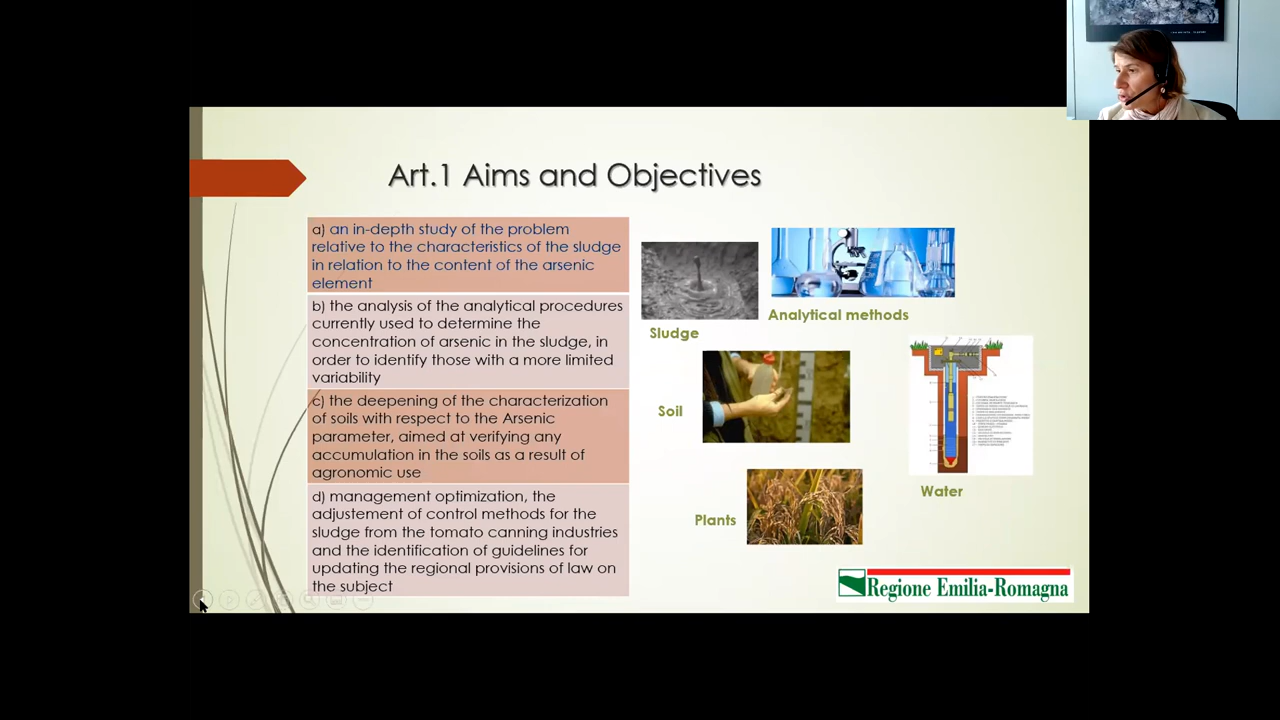 Art.1 Aims and Objectives
a) an in-depth study of the problem
relative to the characteristics of the sludge
in relation to the content of the arsenic
element
b) the analysis of the analytical procedures
currently used to determine the
concentration of arsenic in the sludge, in
order to identify those with a more limited
variability
c) the deepening of the characterization
of soils with respect to the Arsenic
parameter, aimed at verifying any
accumulation in the soils as a result of
agronomic use
d) management optimization, the
adjustement of control methods for the
sludge from the tomato canning industries
and the identification of guidelines for
updating the regional provisions of law on
the subject
Sludge
Analytical methods
Soil
Water
Plants
Regione Emilia-Romagna